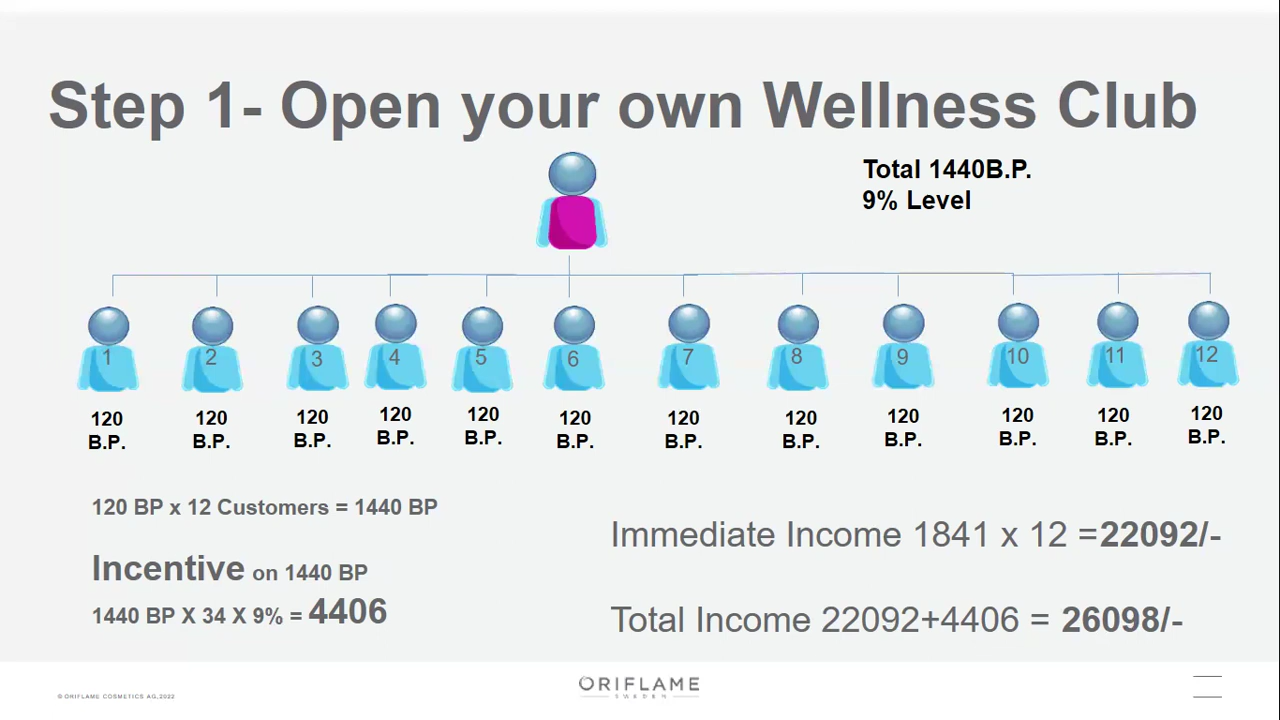 Step 1- Open your own Wellness Club
Total 1440B.P.
9% Level
1 2 3 4 5 6 7 8 9 10 11 12
120 120 120 120 120 120 120 120 120 120 120 120
B.P. B.P. B.P. B.P. B.P. B.P. B.P. B.P. B.P. B.P. B.P. B.P.
120 BP x 12 Customers = 1440 BP
Incentive on 1440 BP
1440 BP X 34 X 9% = 4406
Immediate Income 1841 x 12 =22092/-
Total Income 22092+4406 = 26098/-
© ORIFLAME COSMETICS AG, 2022
ORIFLAME
SWEDEN